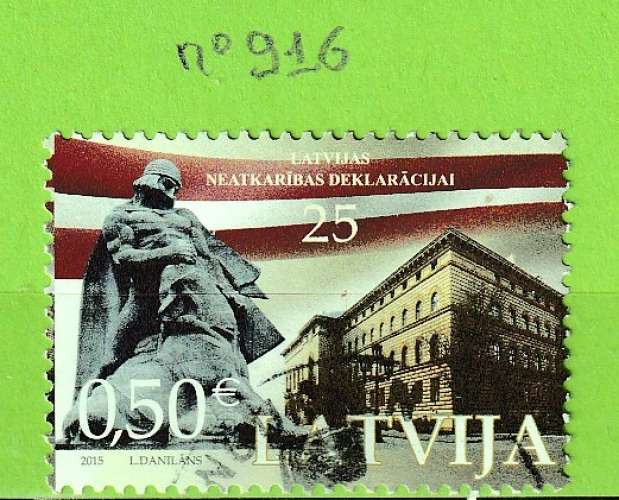 n° 916
LATVIJAS
NEATKARĪBAS DEKLARĀCIJAI
25
0,50€
LATVIJA
2015 L.DANILĀNS